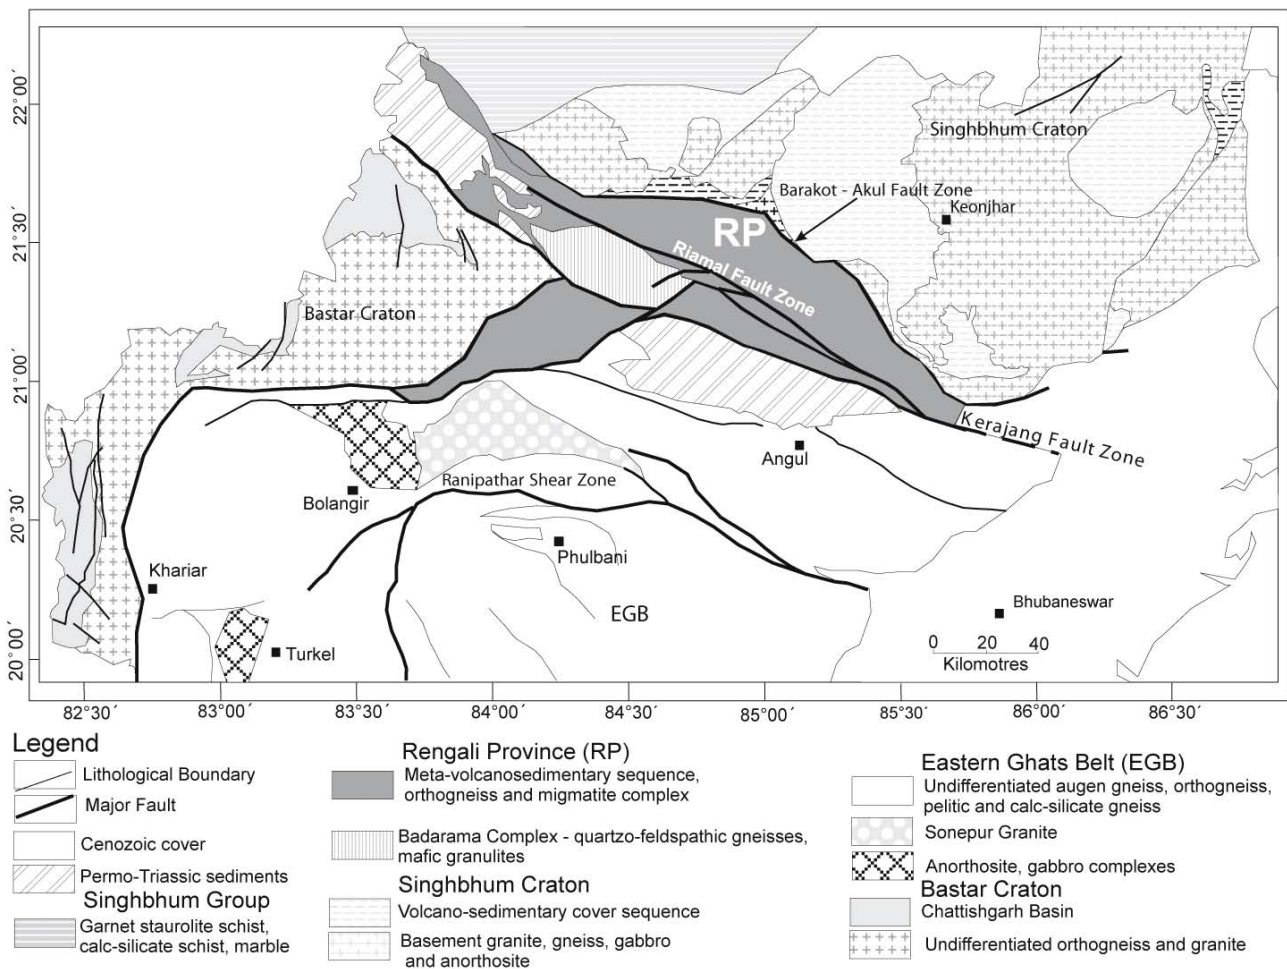 22°00´
21°30´
21°00´
20°30´
20°00´
Singhbhum Craton
Barakot - Akul Fault Zone
Keonjhar
RP
Riamal Fault Zone
Bastar Craton
Kerajang Fault Zone
Angul
Ranipathar Shear Zone
Bolangir
Phulbani
Khariar
EGB
Bhubaneswar
Turkel
0 20 40
Kilomotres
82°30´ 83°00´ 83°30´ 84°00´ 84°30´ 85°00´ 85°30´ 86°00´ 86°30´
Legend
Lithological Boundary
Major Fault
Cenozoic cover
Permo-Triassic sediments
Singhbhum Group
Garnet staurolite schist,
calc-silicate schist, marble
Rengali Province (RP)
Meta-volcanosedimentary sequence,
orthogneiss and migmatite complex
Badarama Complex - quartzo-feldspathic gneisses,
mafic granulites
Singhbhum Craton
Volcano-sedimentary cover sequence
Basement granite, gneiss, gabbro
and anorthosite
Eastern Ghats Belt (EGB)
Undifferentiated augen gneiss, orthogneiss,
pelitic and calc-silicate gneiss
Sonepur Granite
Anorthosite, gabbro complexes
Bastar Craton
Chattishgarh Basin
Undifferentiated orthogneiss and granite